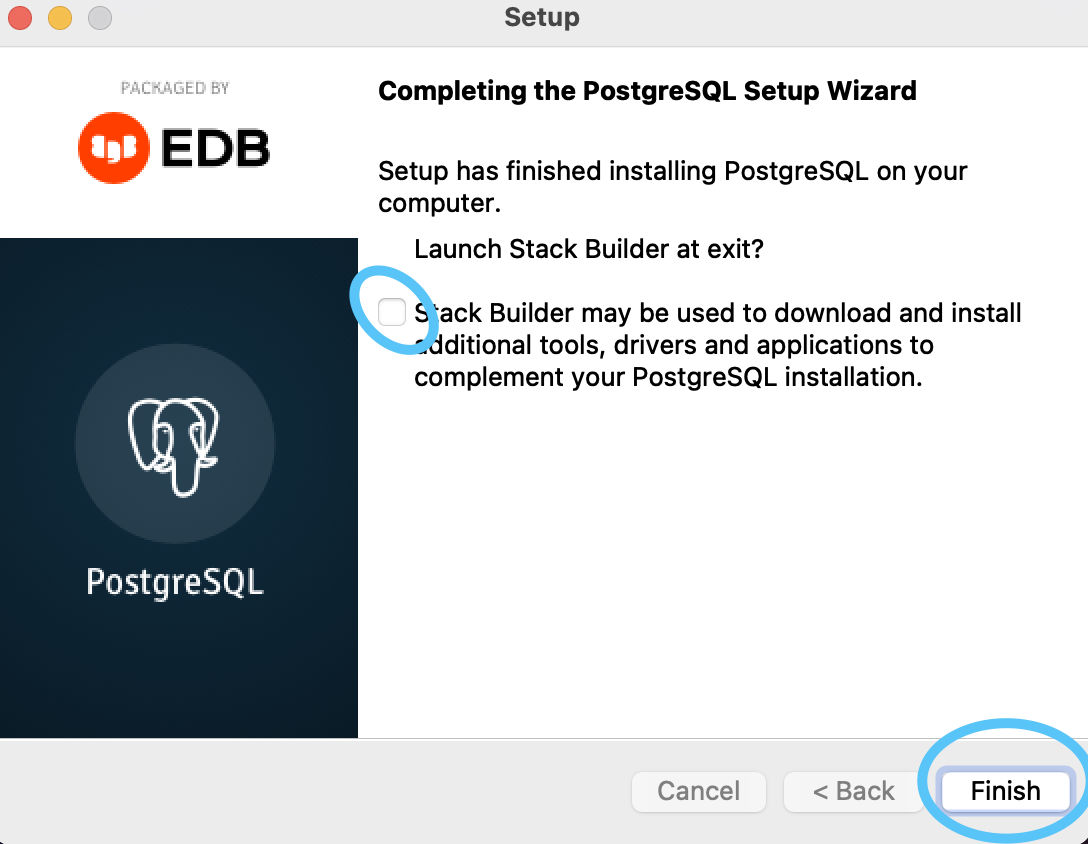 Setup
PACKAGED BY
EDB
PostgreSQL
Completing the PostgreSQL Setup Wizard
Setup has finished installing PostgreSQL on your
computer.
Launch Stack Builder at exit?
Stack Builder may be used to download and install
additional tools, drivers and applications to
complement your PostgreSQL installation.
Cancel
< Back
Finish